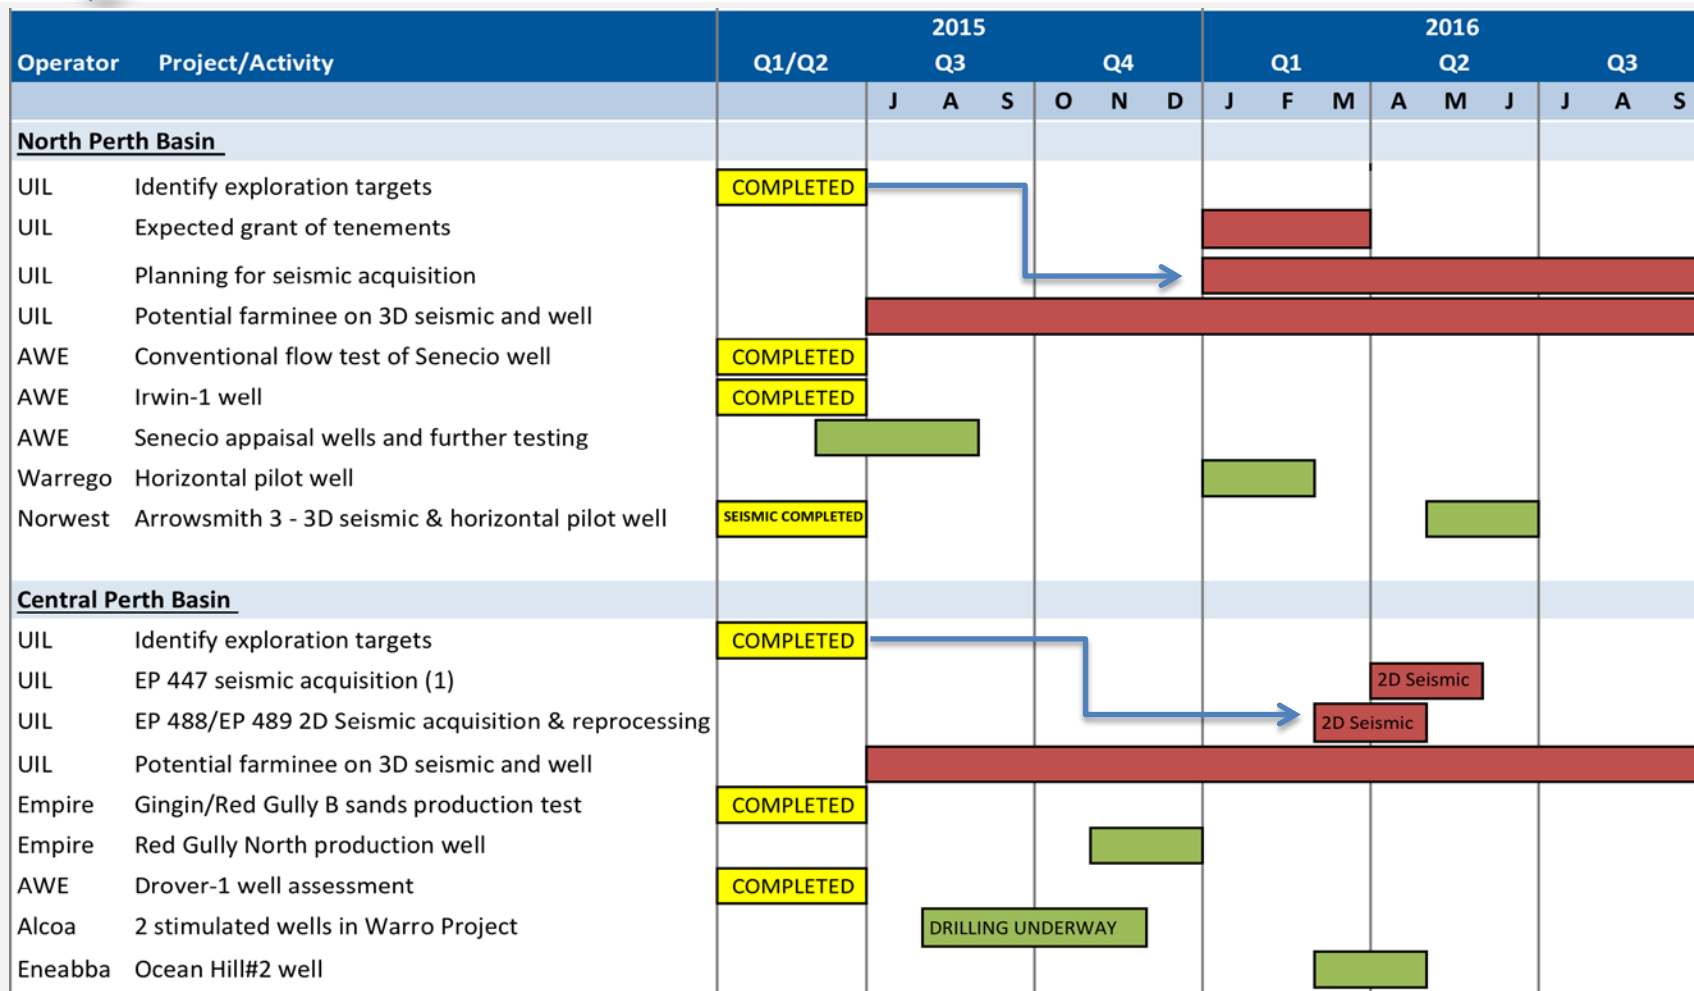 2015 2016
Operator Project/Activity Q1/Q2 Q3 Q4 Q1 Q2 Q3
J A S O N D J F M A M J J A S
North Perth Basin
UIL Identify exploration targets COMPLETED
UIL Expected grant of tenements
UIL Planning for seismic acquisition
UIL Potential farminee on 3D seismic and well
AWE Conventional flow test of Senecio well COMPLETED
AWE Irwin-1 well COMPLETED
AWE Senecio appaisal wells and further testing
Warrego Horizontal pilot well
Norwest Arrowsmith 3 - 3D seismic & horizontal pilot well SEISMIC COMPLETED
Central Perth Basin
UIL Identify exploration targets COMPLETED
UIL EP 447 seismic acquisition (1) 2D Seismic
UIL EP 488/EP 489 2D Seismic acquisition & reprocessing 2D Seismic
UIL Potential farminee on 3D seismic and well
Empire Gingin/Red Gully B sands production test COMPLETED
Empire Red Gully North production well
AWE Drover-1 well assessment COMPLETED
Alcoa 2 stimulated wells in Warro Project DRILLING UNDERWAY
Eneabba Ocean Hill#2 well